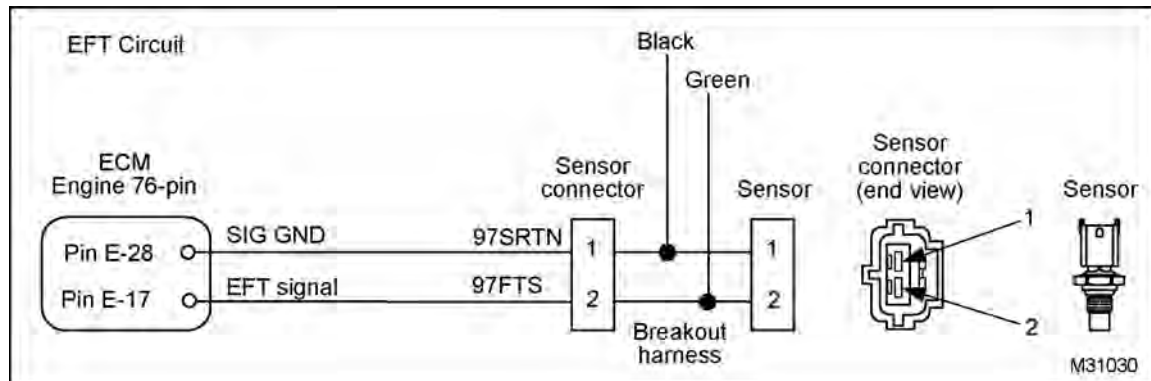 EFT Circuit
Black
Green
ECM
Engine 76-pin
Pin E-28
SIG GND
97SRTN
Pin E-17
EFT signal
97FTS
Sensor
connector
1
2
Breakout
harness
Sensor
1
2
Sensor
connector
(end view)
1
2
Sensor
M31030